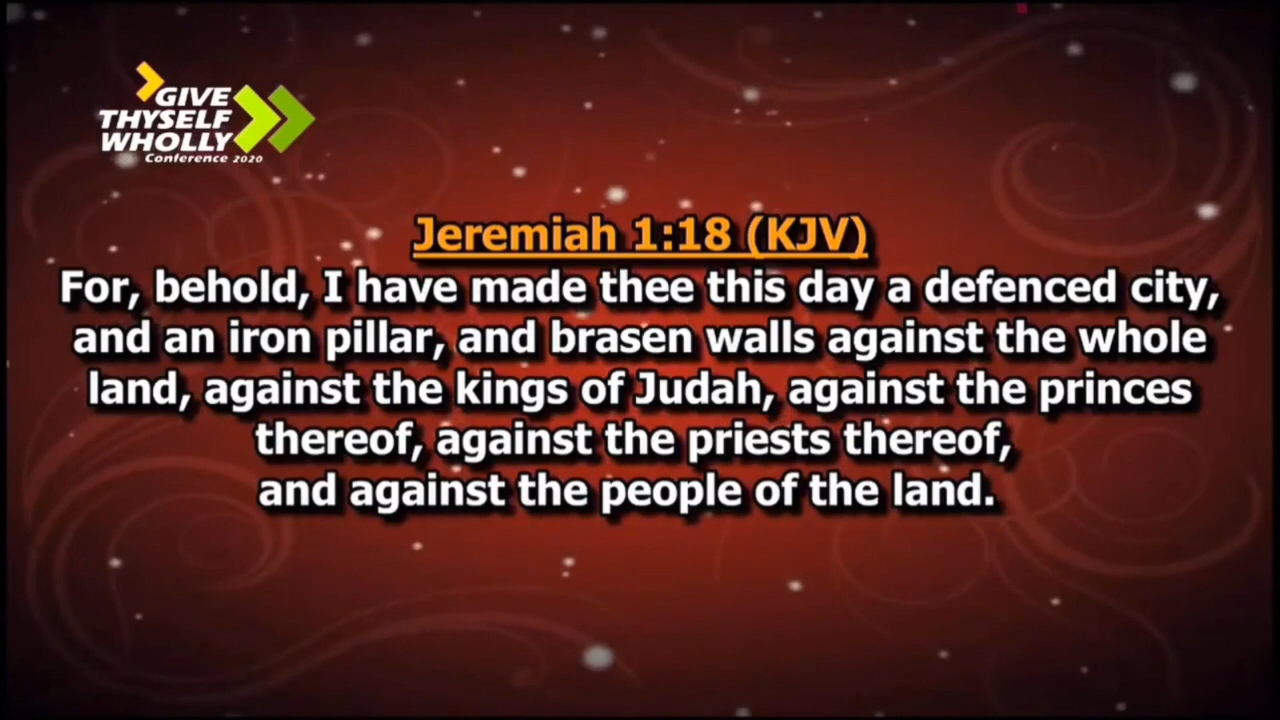 GIVE
THYSELF
WHOLLY
Conference 2020
Jeremiah 1:18 (KJV)
For, behold, I have made thee this day a defenced city,
and an iron pillar, and brasen walls against the whole
land, against the kings of Judah, against the princes
thereof, against the priests thereof,
and against the people of the land.